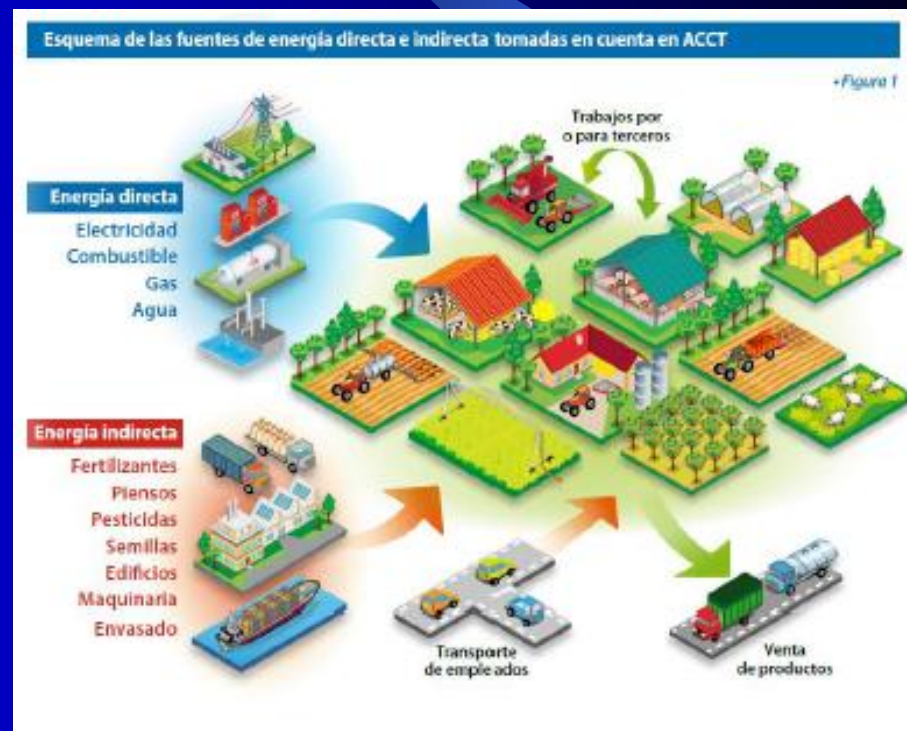 Esquema de las fuentes de energía directa e indirecta tomadas en cuenta en ACCT
•Figura 1
Trabajos por
o para terceros
Energía directa
Electricidad
Combustible
Gas
Agua
Energía indirecta
Fertilizantes
Piensos
Pesticidas
Semillas
Edificios
Maquinaria
Envasado
Transporte
de empleados
Venta
de productos